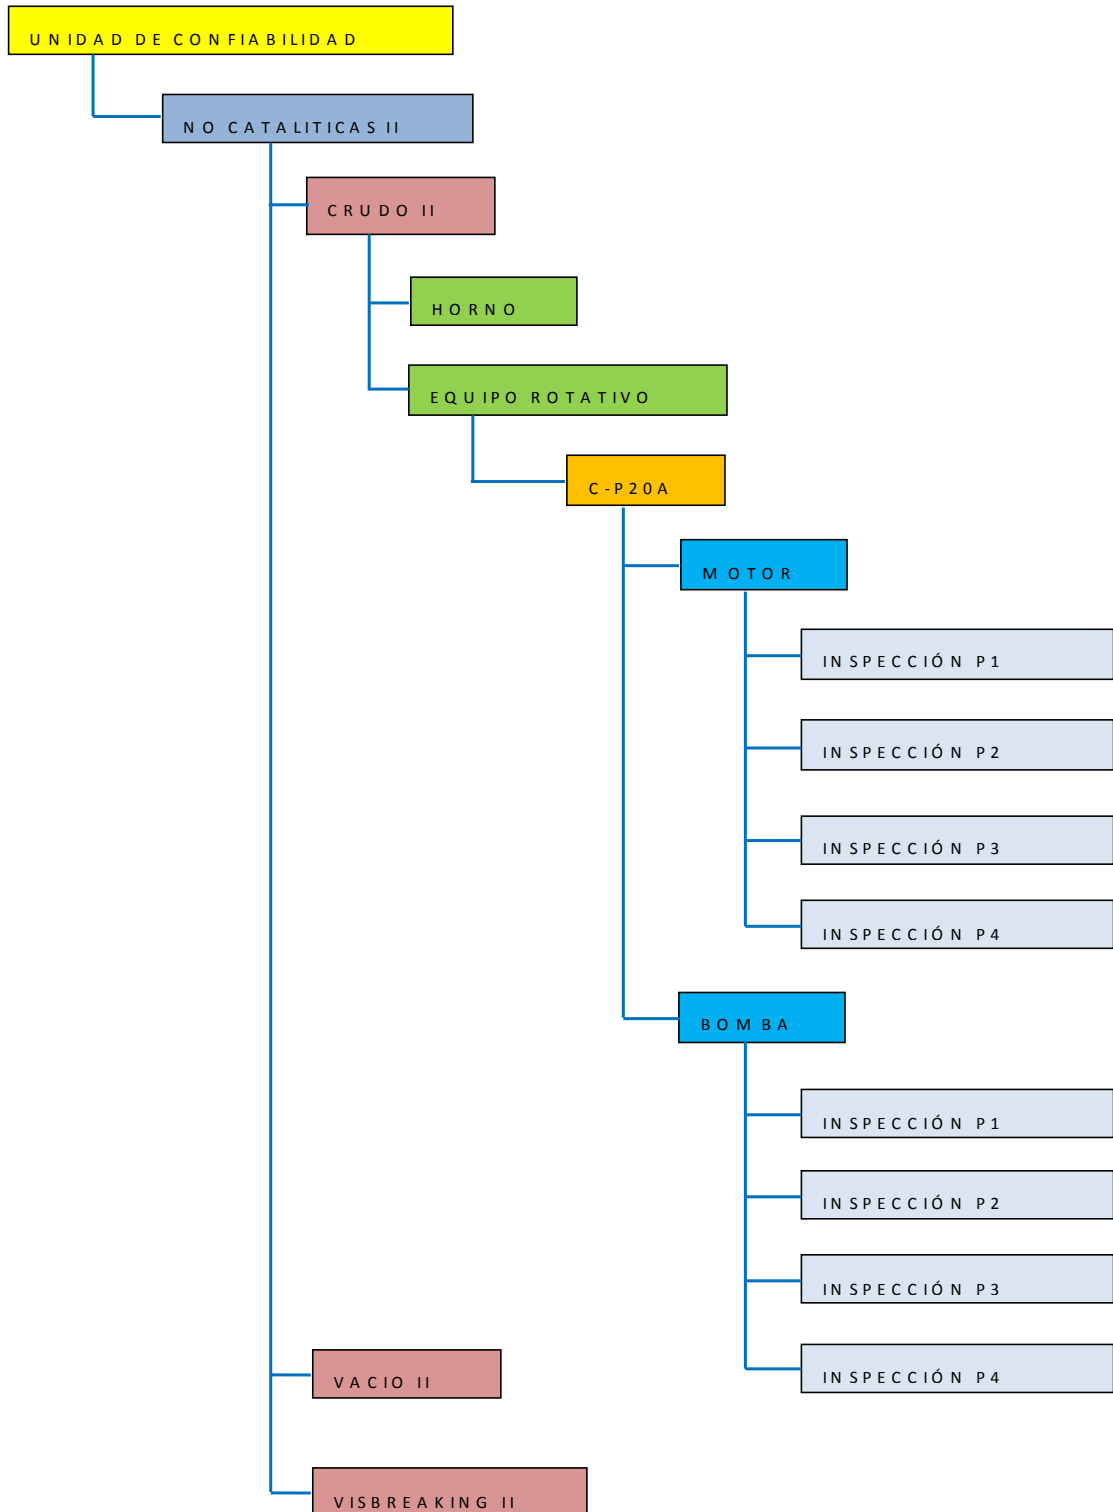 UNIDAD DE CONFIABILIDAD
NO CATALITICAS II
CRUDO II
HORNO
EQUIPO ROTATIVO
C-P20A
MOTOR
INSPECCIÓN P1
INSPECCIÓN P2
INSPECCIÓN P3
INSPECCIÓN P4
BOMBA
INSPECCIÓN P1
INSPECCIÓN P2
INSPECCIÓN P3
INSPECCIÓN P4
VACIO II
VISBREAKING II